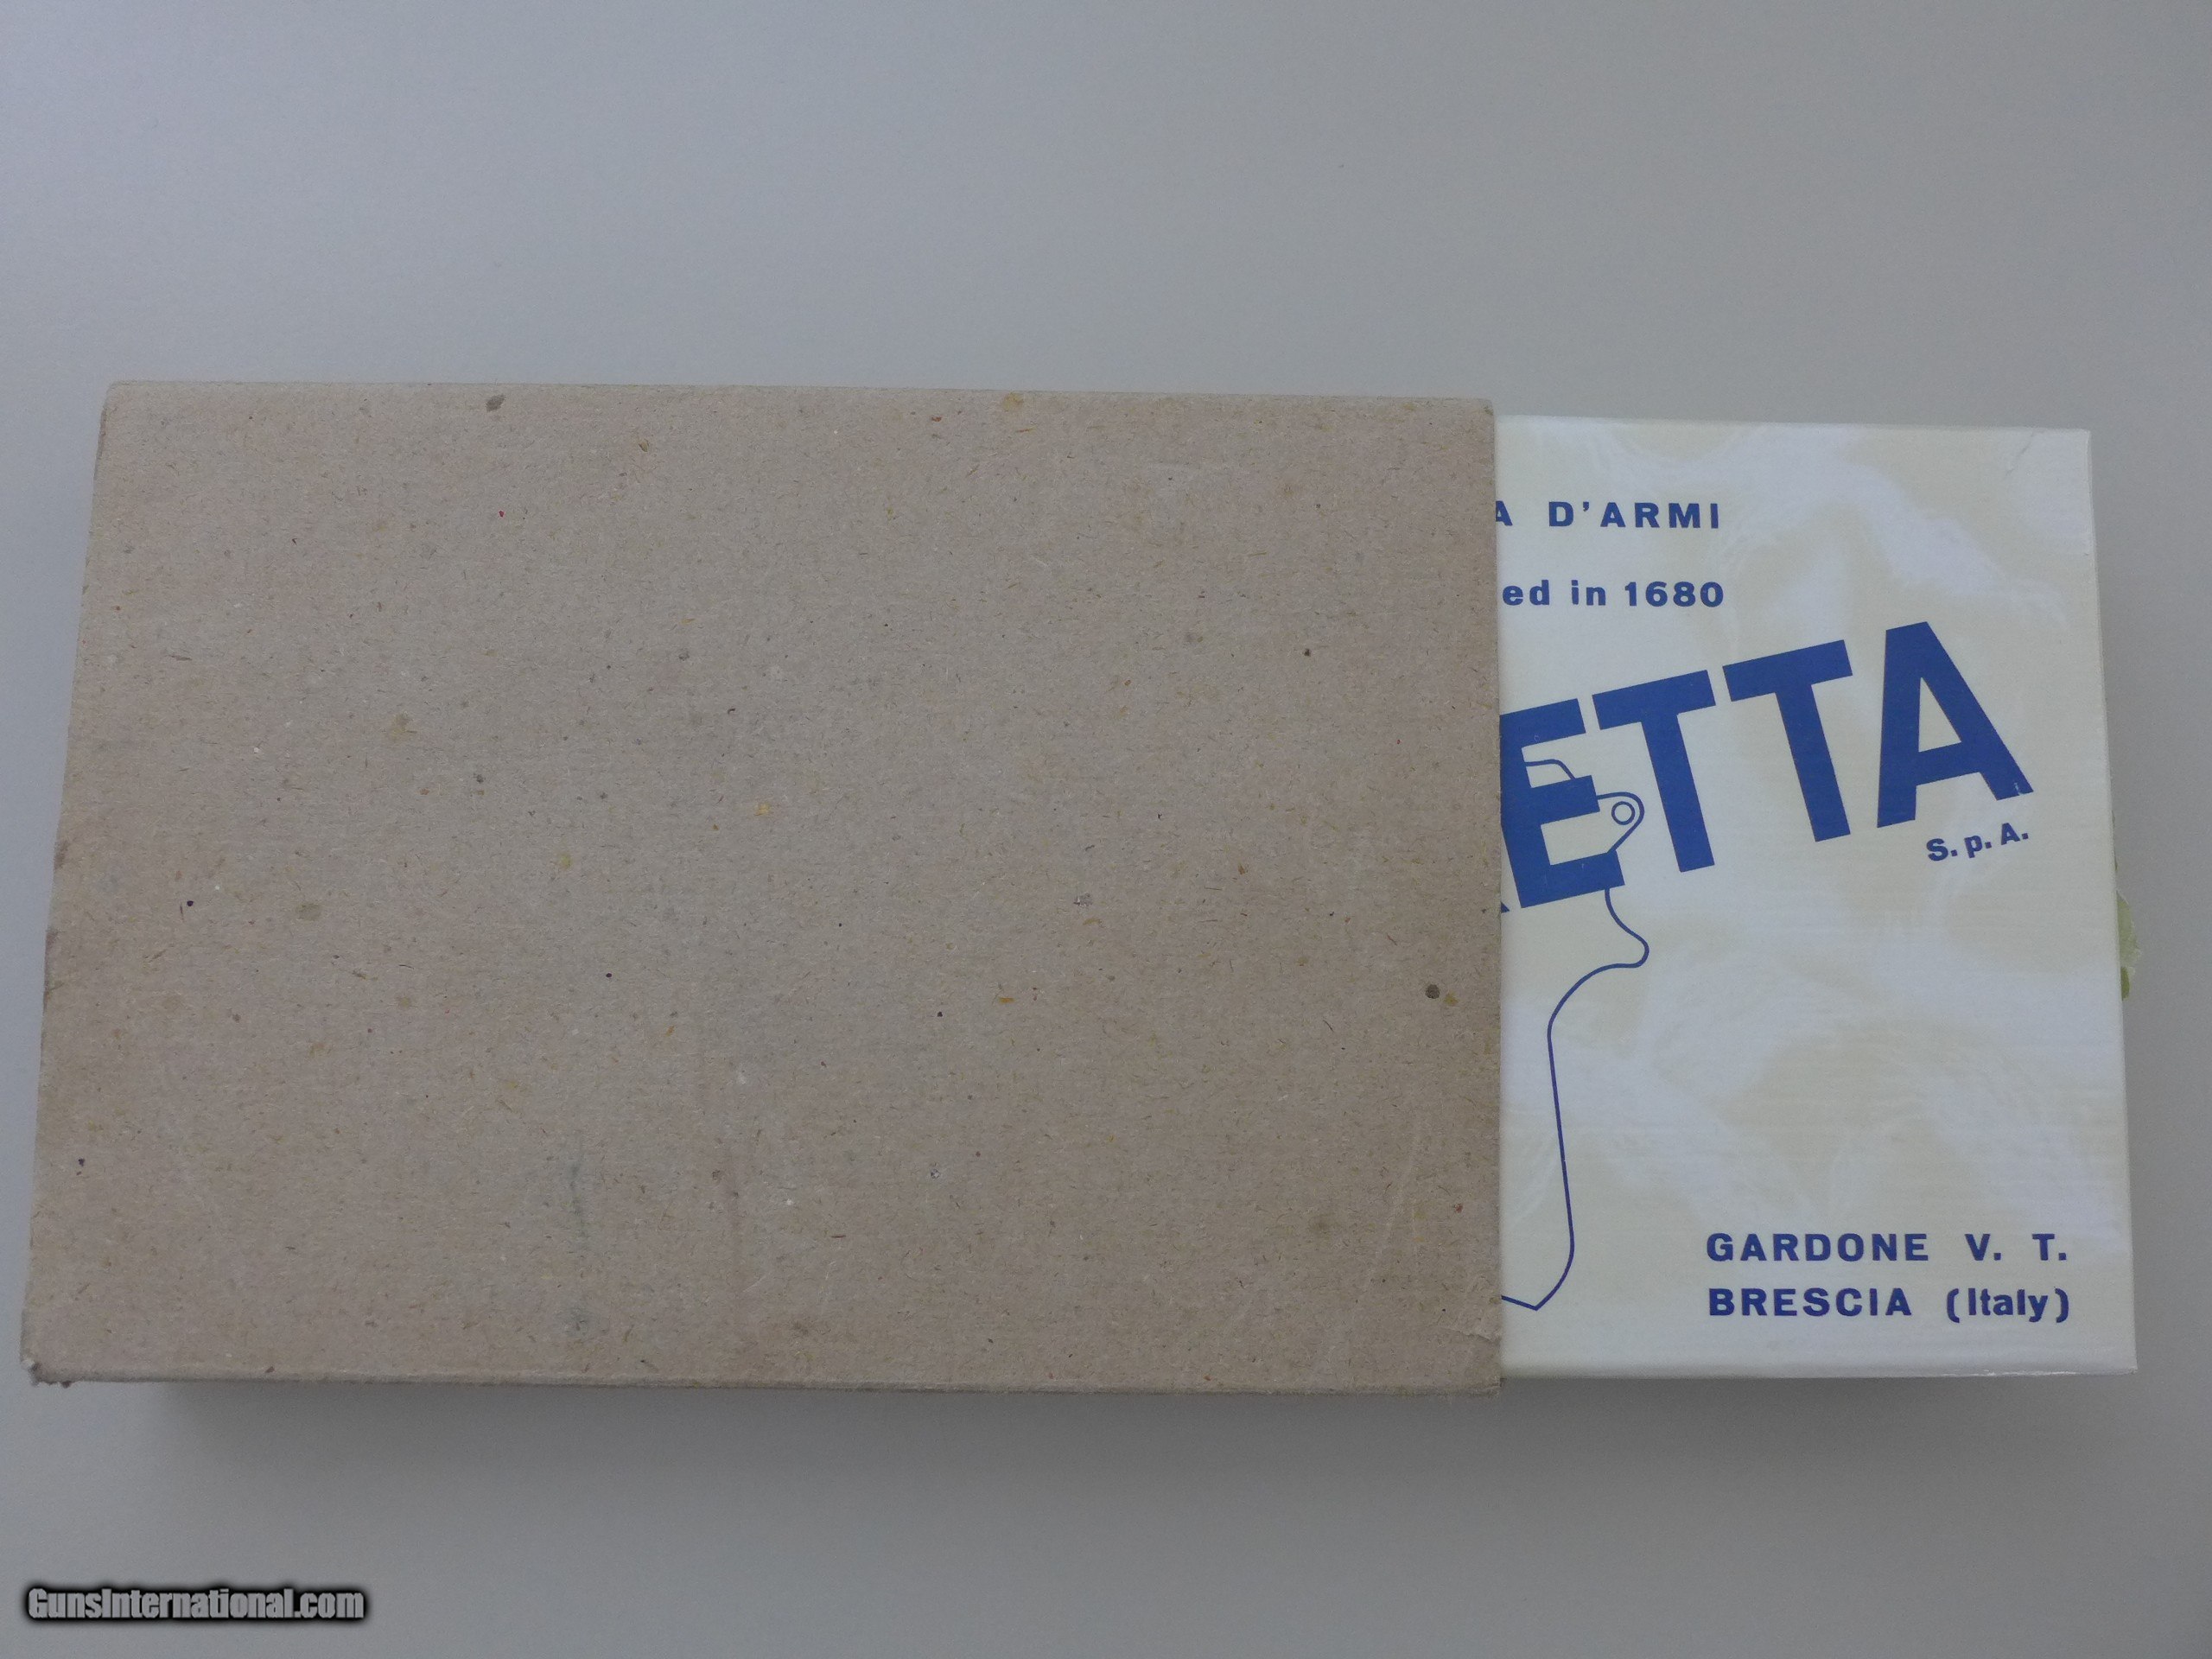 A D'ARMI
ed in 1680
ETTA
S.p.A.
GARDONE V. T.
BRESCIA (Italy)
GunsInternational.com